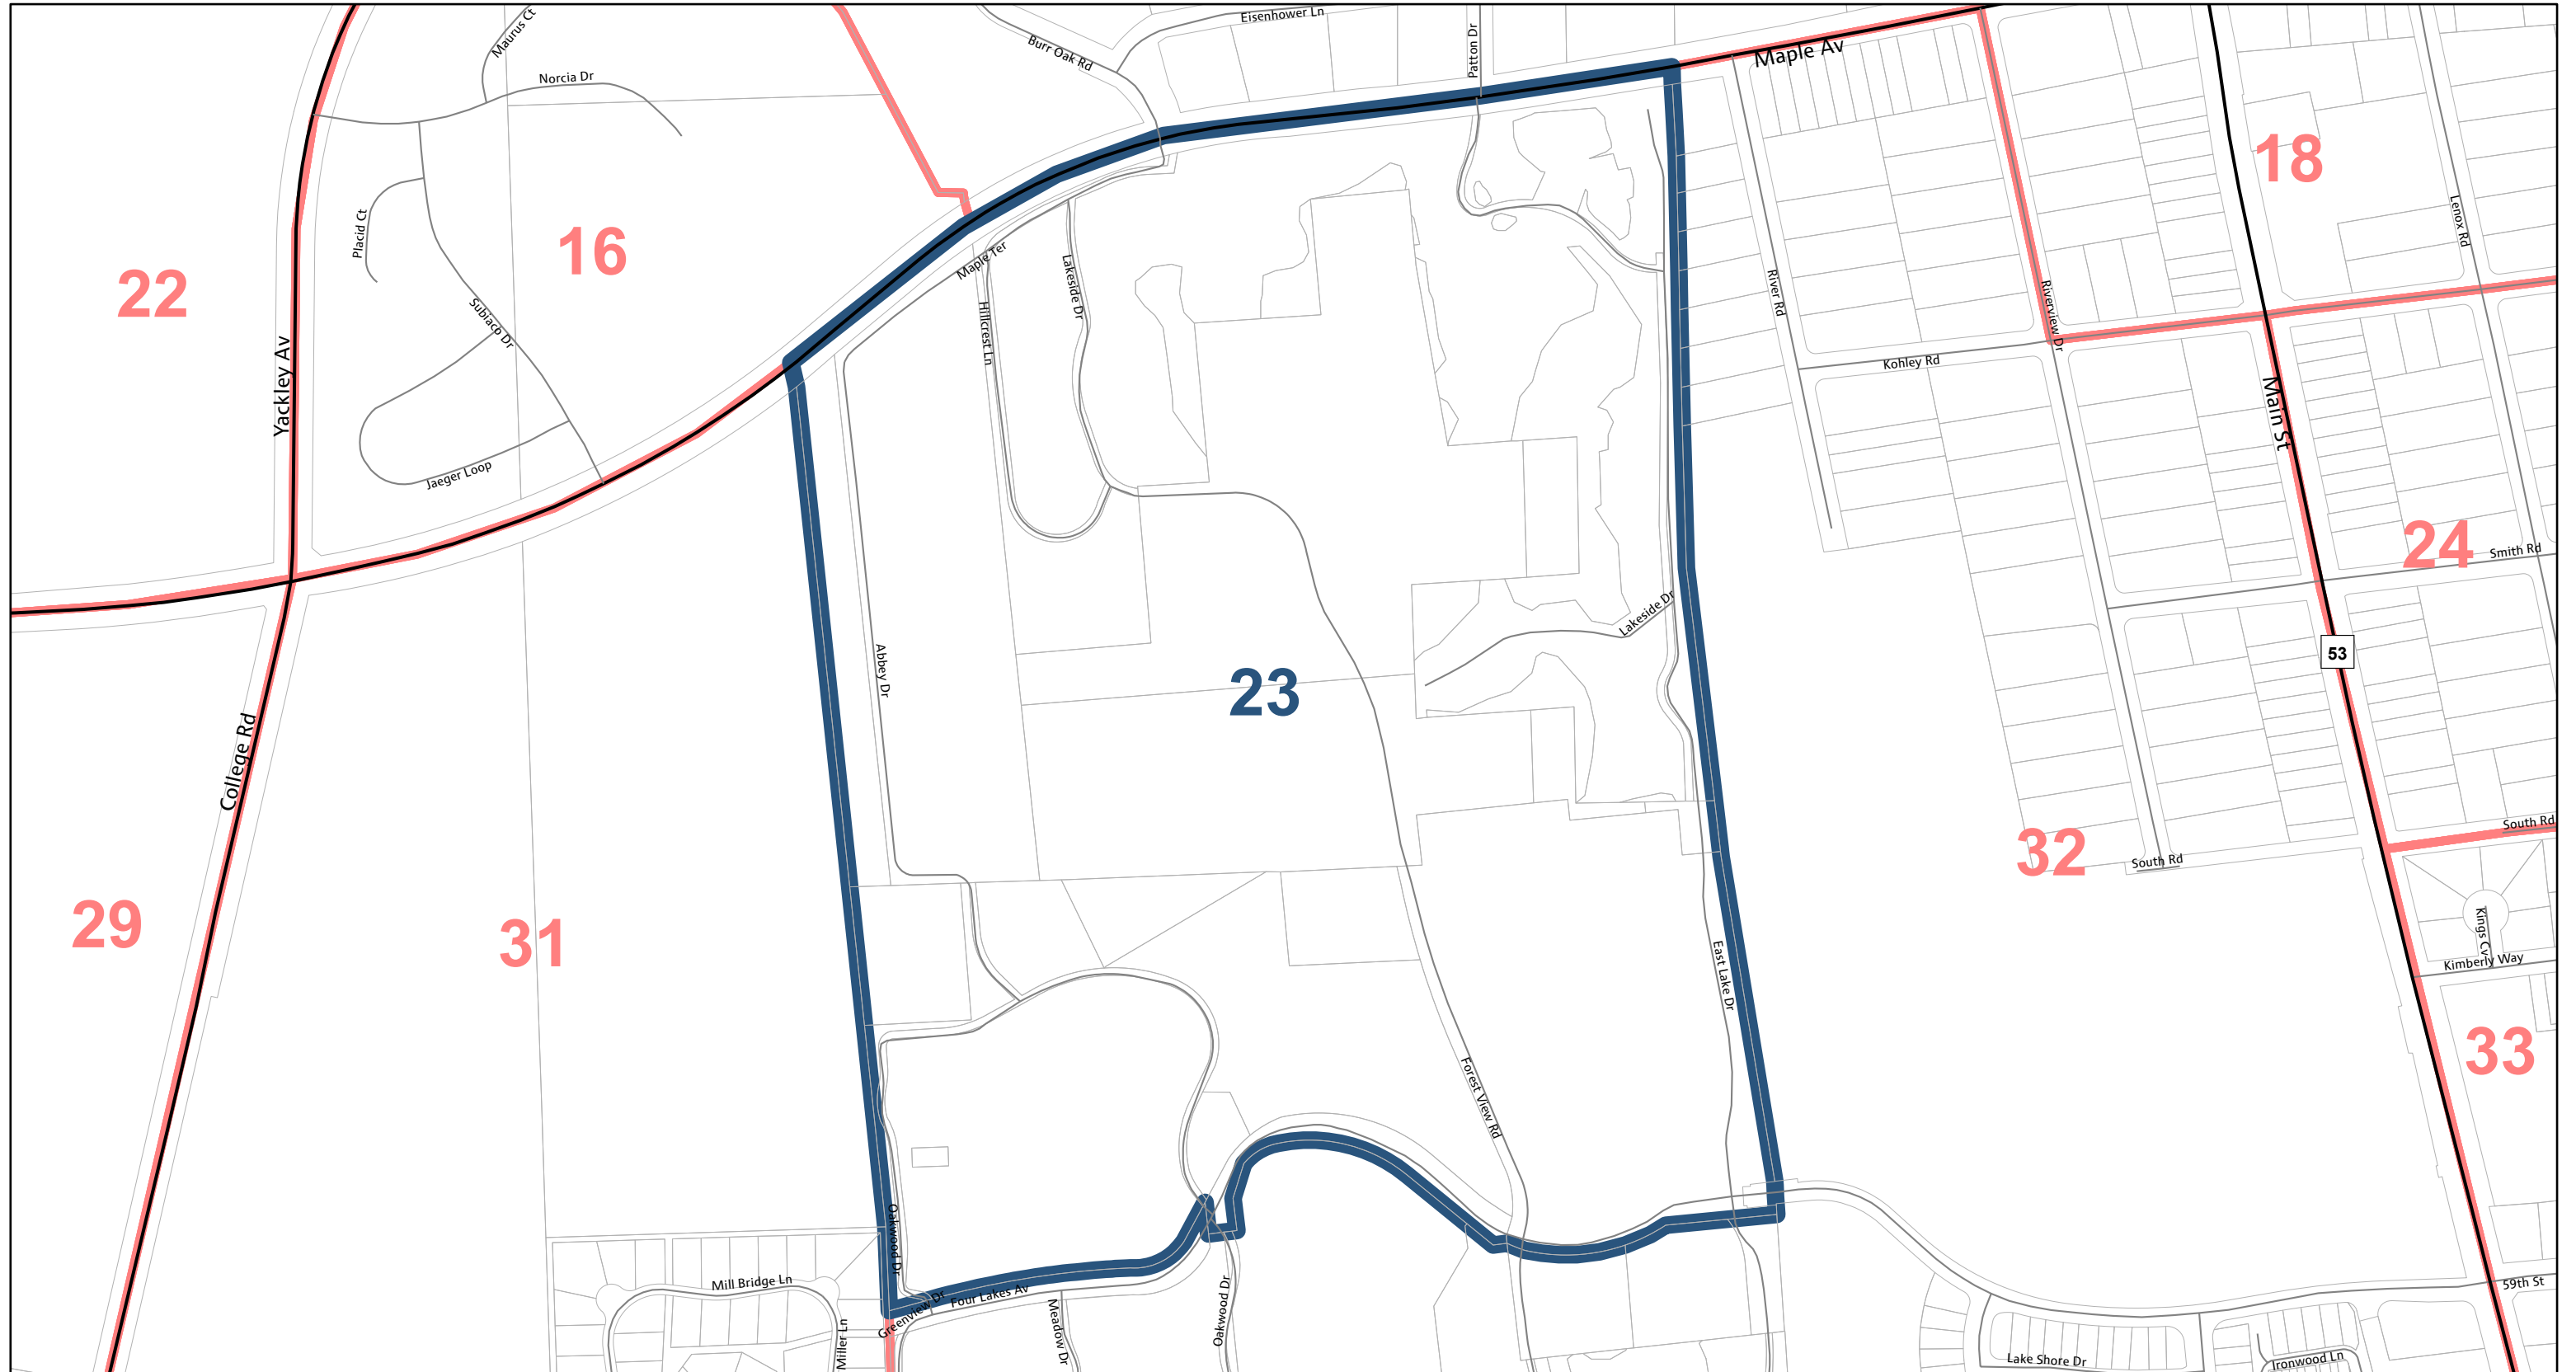 Maurus Ct
Eisenhower Ln
Burr Oak Rd
Patton Dr
Maple Av
Norcia Dr
18
Placid Ct
16
Lenox Rd
Maple Ter
Lakeside Dr
22
River Rd
Riverview Dr
Subiaco Dr
Hillcrest Ln
Yackley Av
Kohley Rd
Main St
Jaeger Loop
24
Smith Rd
Lakeside Dr
53
Abbey Dr
23
College Rd
South Rd
32
South Rd
29
31
Kings Cv
Kimberly Way
East Lake Dr
33
Forest View Rd
Oakwood Dr
Mill Bridge Ln
59th St
Four Lakes Av
Greenview Dr
Miller Ln
Meadow Dr
Oakwood Dr
Lake Shore Dr
Ironwood Ln